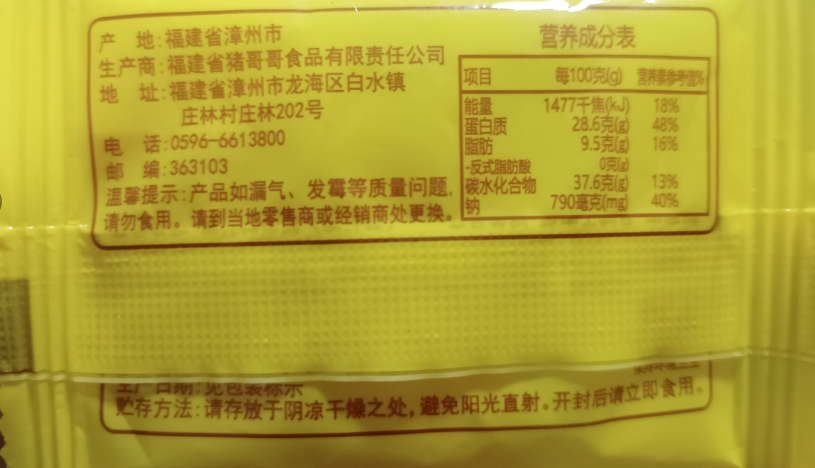 产 地:福建省漳州市
生产商:福建省猪哥哥食品有限责任公司
地 址:福建省漳州市龙海区白水镇
庄林村庄林202号
电 话:0596-6613800
邮 编:363103
温馨提示:产品如漏气、发霉等质量问题,
请勿食用。请到当地零售商或经销商处更换。
营养成分表
项目 每100克(g) 营养素参考值%
能量 1477千焦(kJ) 18%
蛋白质 28.6克(g) 48%
脂肪 9.5克(g) 16%
-反式脂肪酸 0克(g)
碳水化合物 37.6克(g) 13%
钠 790毫克(mg) 40%
生产日期:见包装标示
贮存方法:请存放于阴凉干燥之处,避免阳光直射。开封后请立即食用。